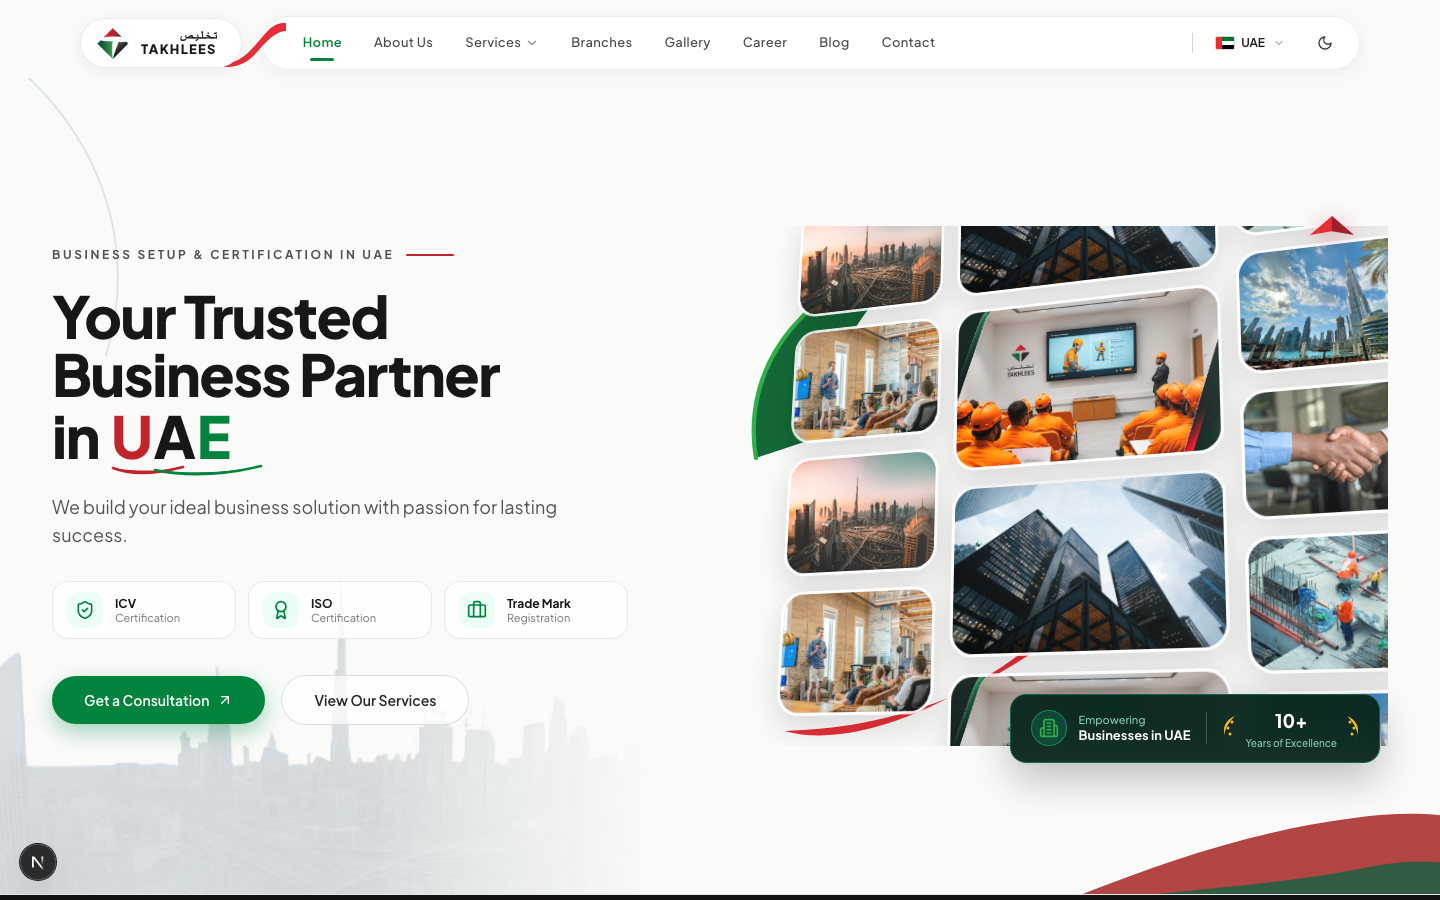 تخليص
TAKHLEES
Home
About Us
Services
Branches
Gallery
Career
Blog
Contact
UAE
BUSINESS SETUP & CERTIFICATION IN UAE
Your Trusted
Business Partner
in UAE
We build your ideal business solution with passion for lasting
success.
ICV
Certification
ISO
Certification
Trade Mark
Registration
Get a Consultation
View Our Services
TAKHLEES
Empowering
Businesses in UAE
10+
Years of Excellence
N